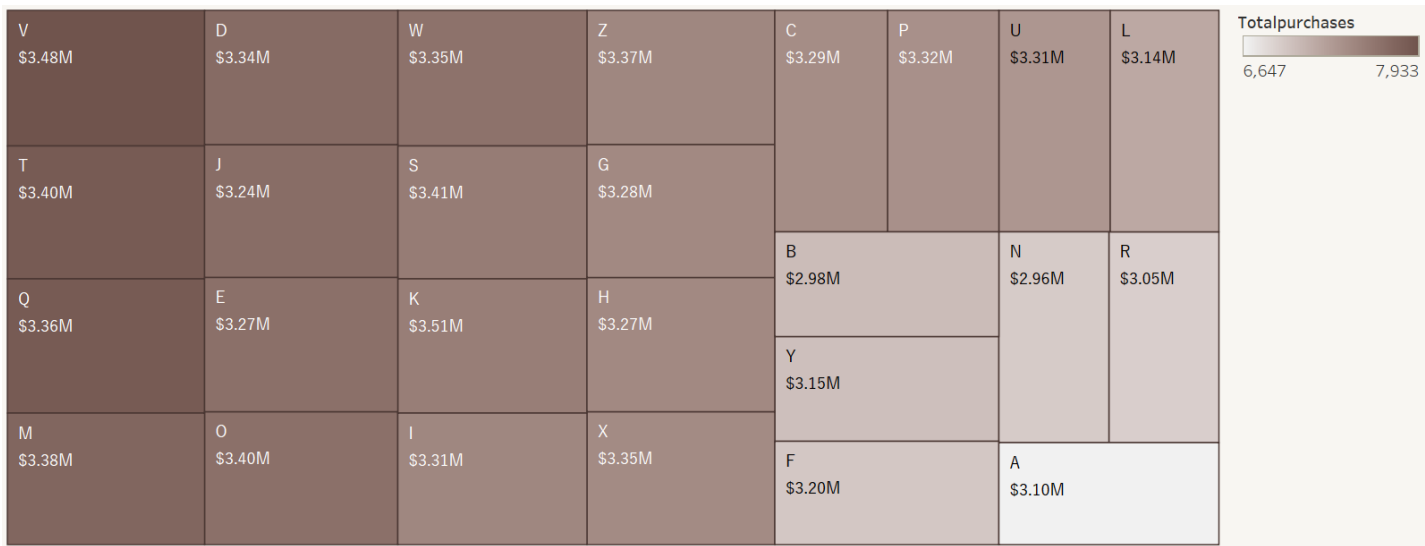 V
$3.48M
D
$3.34M
W
$3.35M
Z
$3.37M
C
$3.29M
P
$3.32M
U
$3.31M
L
$3.14M
T
$3.40M
J
$3.24M
S
$3.41M
G
$3.28M
B
$2.98M
N
$2.96M
R
$3.05M
Q
$3.36M
E
$3.27M
K
$3.51M
H
$3.27M
Y
$3.15M
M
$3.38M
O
$3.40M
I
$3.31M
X
$3.35M
F
$3.20M
A
$3.10M
Totalpurchases
6,647 7,933